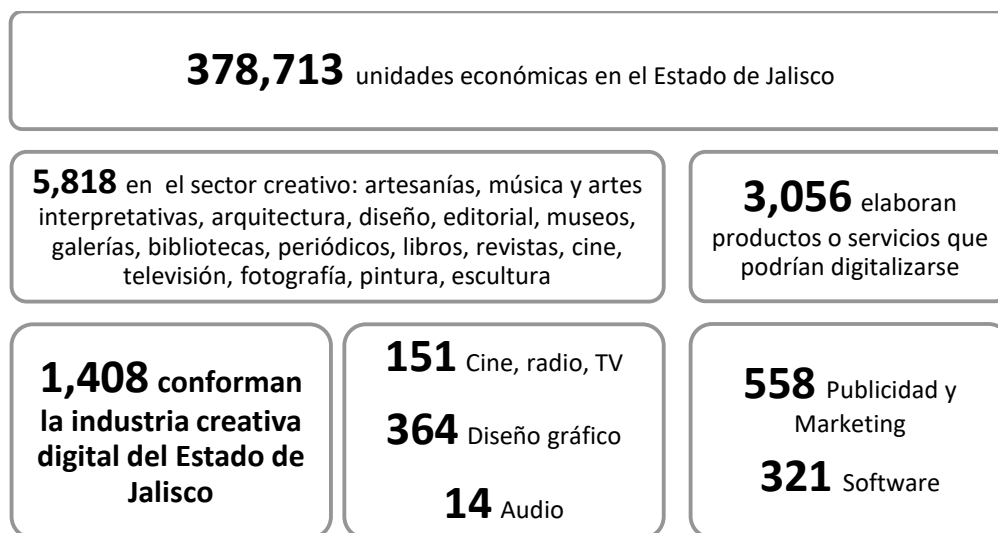 378,713 unidades económicas en el Estado de Jalisco
5,818 en el sector creativo: artesanías, música y artes
interpretativas, arquitectura, diseño, editorial, museos,
galerías, bibliotecas, periódicos, libros, revistas, cine,
televisión, fotografía, pintura, escultura
3,056 elaboran
productos o servicios que
podrían digitalizarse
1,408 conforman
la industria creativa
digital del Estado de
Jalisco
151 Cine, radio, TV
364 Diseño gráfico
14 Audio
558 Publicidad y
Marketing
321 Software